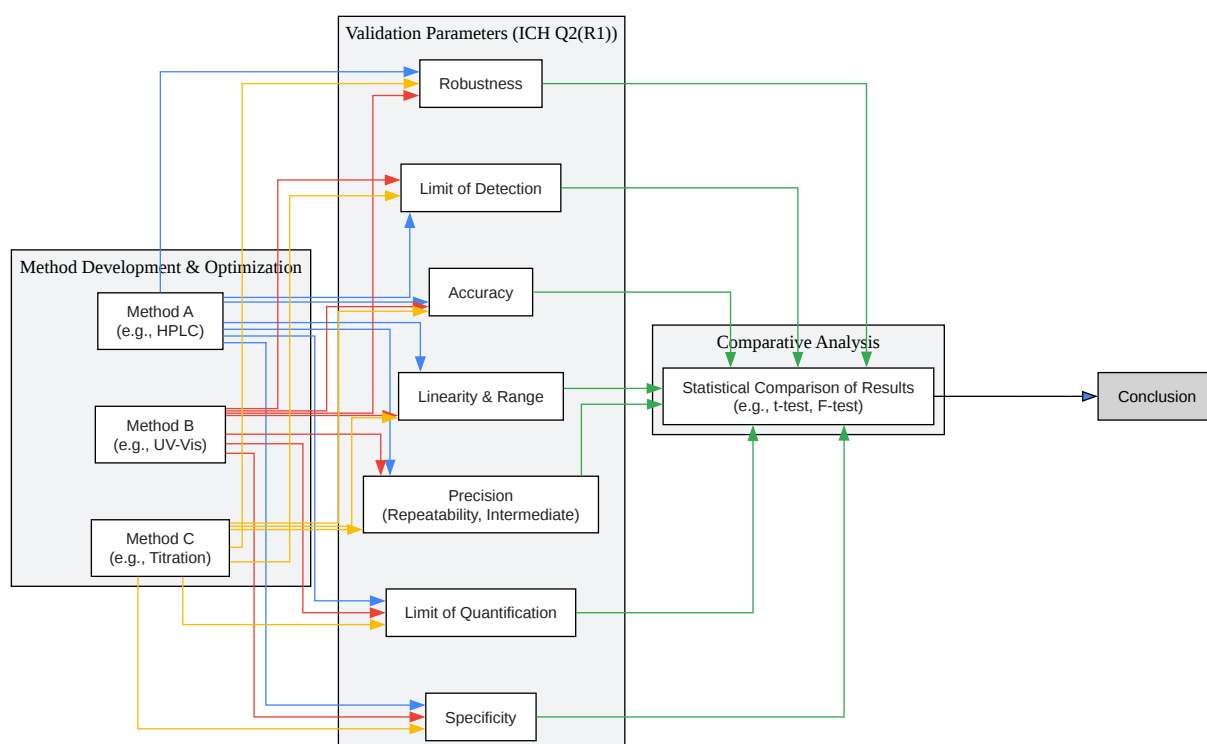 Validation Parameters (ICH Q2(R1))
Robustness
Limit of Detection
Method Development & Optimization
Method A
(e.g., HPLC)
Accuracy
Comparative Analysis
Linearity & Range
Statistical Comparison of Results
(e.g., t-test, F-test)
Conclusion
Method B
(e.g., UV-Vis)
Precision
(Repeatability, Intermediate)
Method C
(e.g., Titration)
Limit of Quantification
Specificity